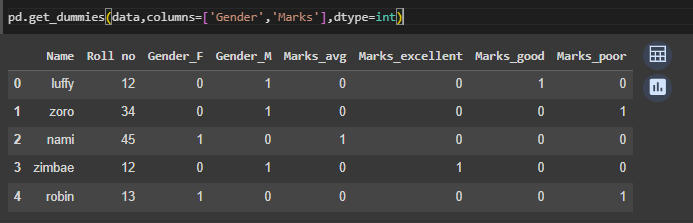 pd.get_dummies(data,columns=['Gender','Marks'],dtype=int)
Name Roll no Gender_F Gender_M Marks_avg Marks_excellent Marks_good Marks_poor
0 luffy 12 0 1 0 0 1 0
1 zoro 34 0 1 0 0 0 1
2 nami 45 1 0 1 0 0 0
3 zimbae 12 0 1 0 1 0 0
4 robin 13 1 0 0 0 0 1